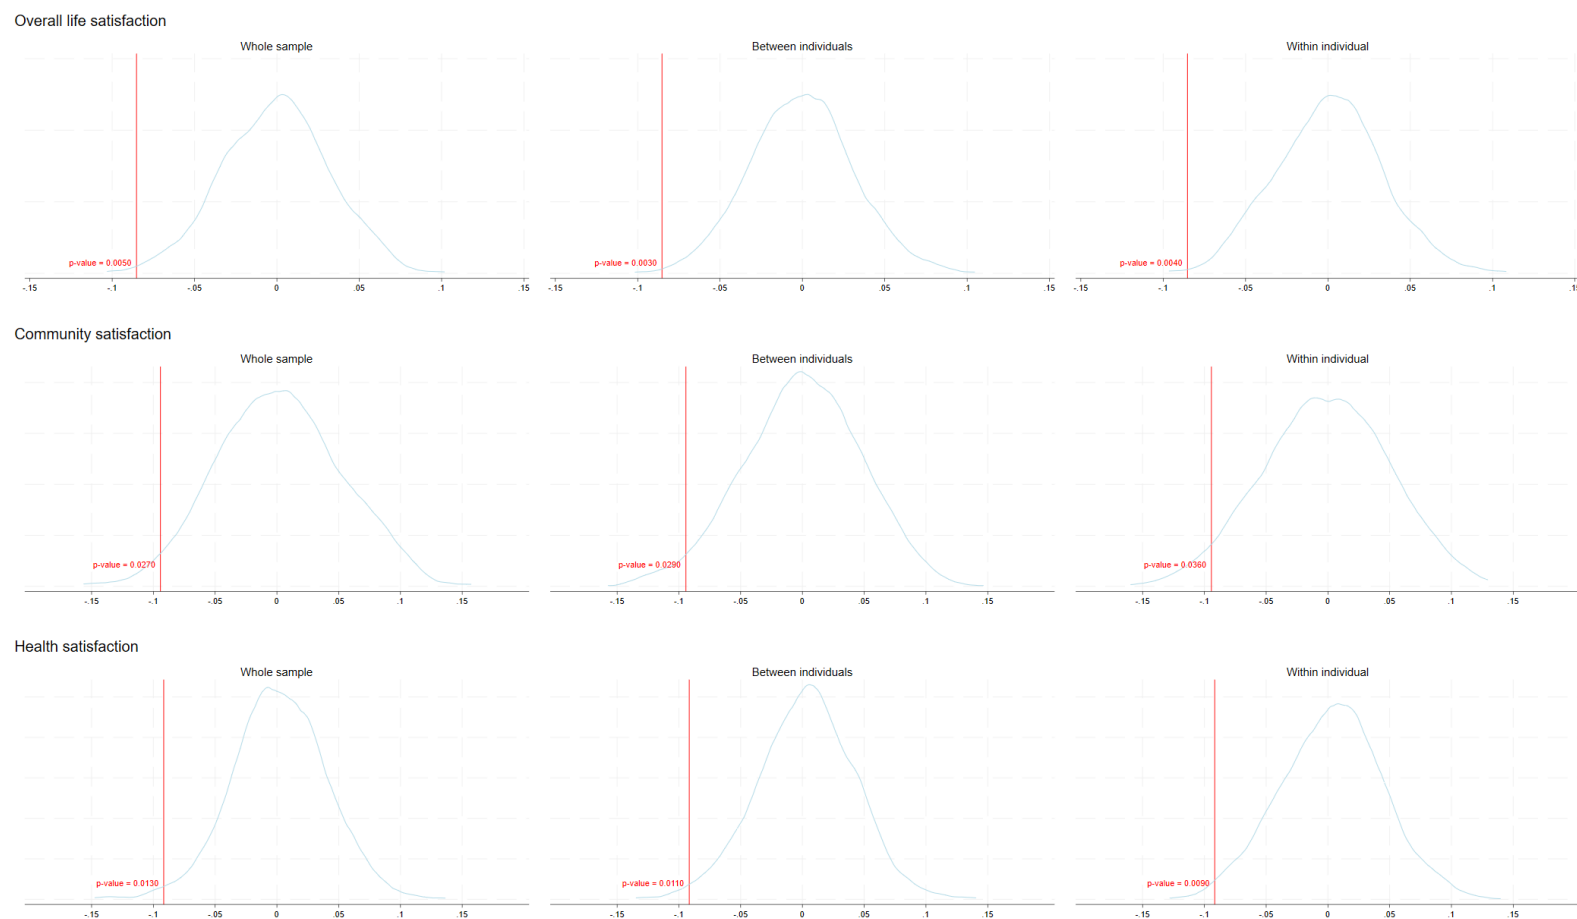 Overall life satisfaction
Whole sample Between individuals Within individual
p-value = 0.0050 p-value = 0.0030 p-value = 0.0040
-.15 -.1 -.05 0 .05 .1 .15 -.15 -.1 -.05 0 .05 .1 .15 -.15 -.1 -.05 0 .05 .1
Community satisfaction
Whole sample Between individuals Within individual
p-value = 0.0270 p-value = 0.0290 p-value = 0.0360
-.15 -.1 -.05 0 .05 .1 .15 -.15 -.1 -.05 0 .05 .1 .15 -.15 -.1 -.05 0 .05 .1 .15
Health satisfaction
Whole sample Between individuals Within individual
p-value = 0.0130 p-value = 0.0110 p-value = 0.0090
-.15 -.1 -.05 0 .05 .1 .15 -.15 -.1 -.05 0 .05 .1 .15 -.15 -.1 -.05 0 .05 .1 .15